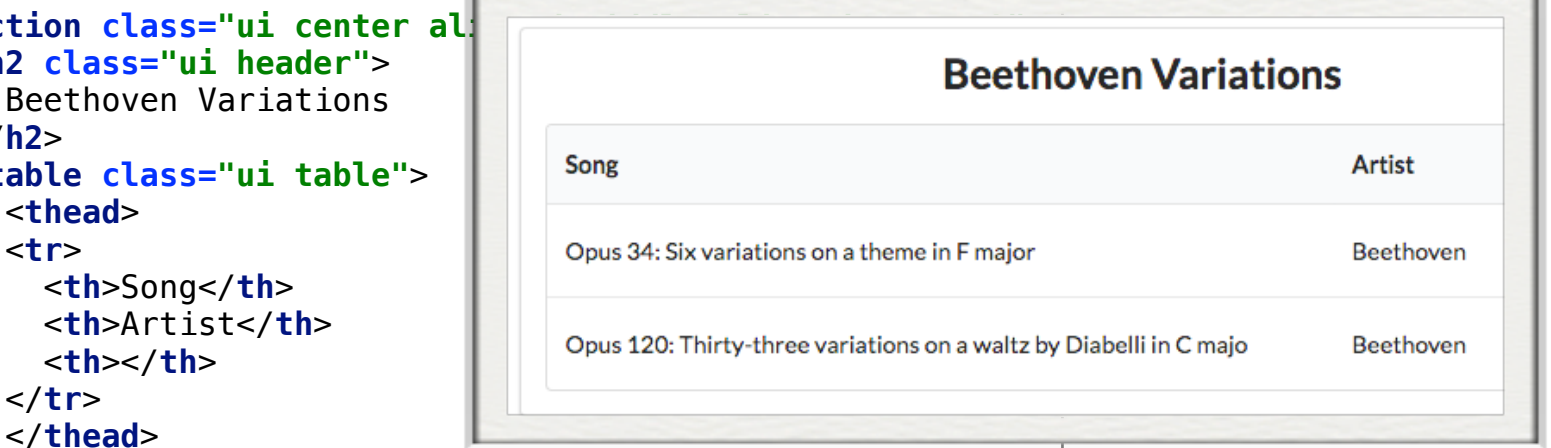 ction class="ui center al
2 class="ui header">
Beethoven Variations
/h2>
table class="ui table">
<thead>
<tr>
<th>Song</th>
<th>Artist</th>
<th></th>
</tr>
</thead>
Beethoven Variations
Song Artist
Opus 34: Six variations on a theme in F major Beethoven
Opus 120: Thirty-three variations on a waltz by Diabelli in C majo Beethoven